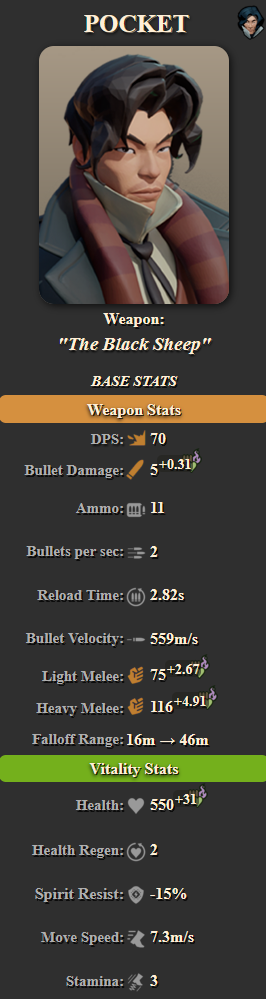 POCKET
Weapon:
"The Black Sheep"
BASE STATS
Weapon Stats
DPS: 70
Bullet Damage: 5+0.31
Ammo: 11
Bullets per sec: 2
Reload Time: 2.82s
Bullet Velocity: 559m/s
Light Melee: 75+2.67
Heavy Melee: 116+4.91
Falloff Range: 16m → 46m
Vitality Stats
Health: 550+31
Health Regen: 2
Spirit Resist: -15%
Move Speed: 7.3m/s
Stamina: 3